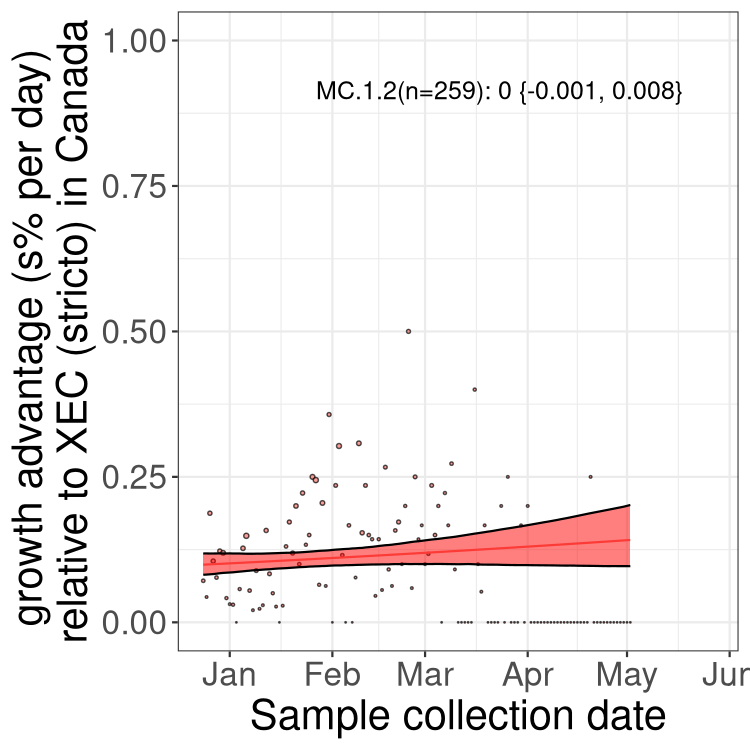 growth advantage (s% per day)
relative to XEC (stricto) in Canada
1.00
0.75
0.50
0.25
0.00
MC.1.2(n=259): 0 {-0.001, 0.008}
Jan Feb Mar Apr May Jur
Sample collection date